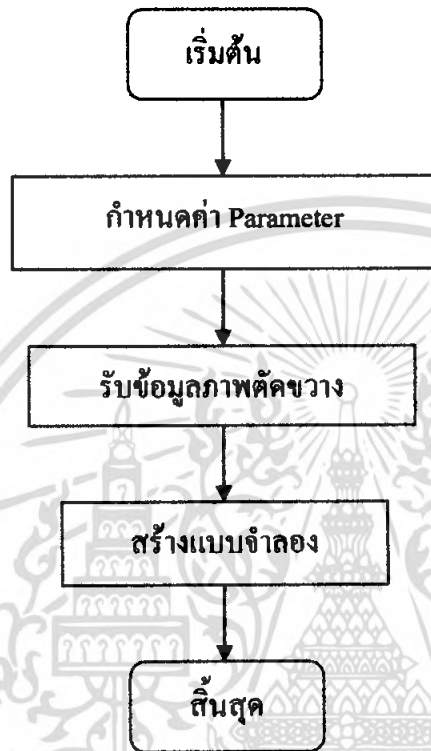 เริ่มต้น
กำหนดค่า Parameter
รับข้อมูลภาพตัดขวาง
สร้างแบบจำลอง
สิ้นสุด